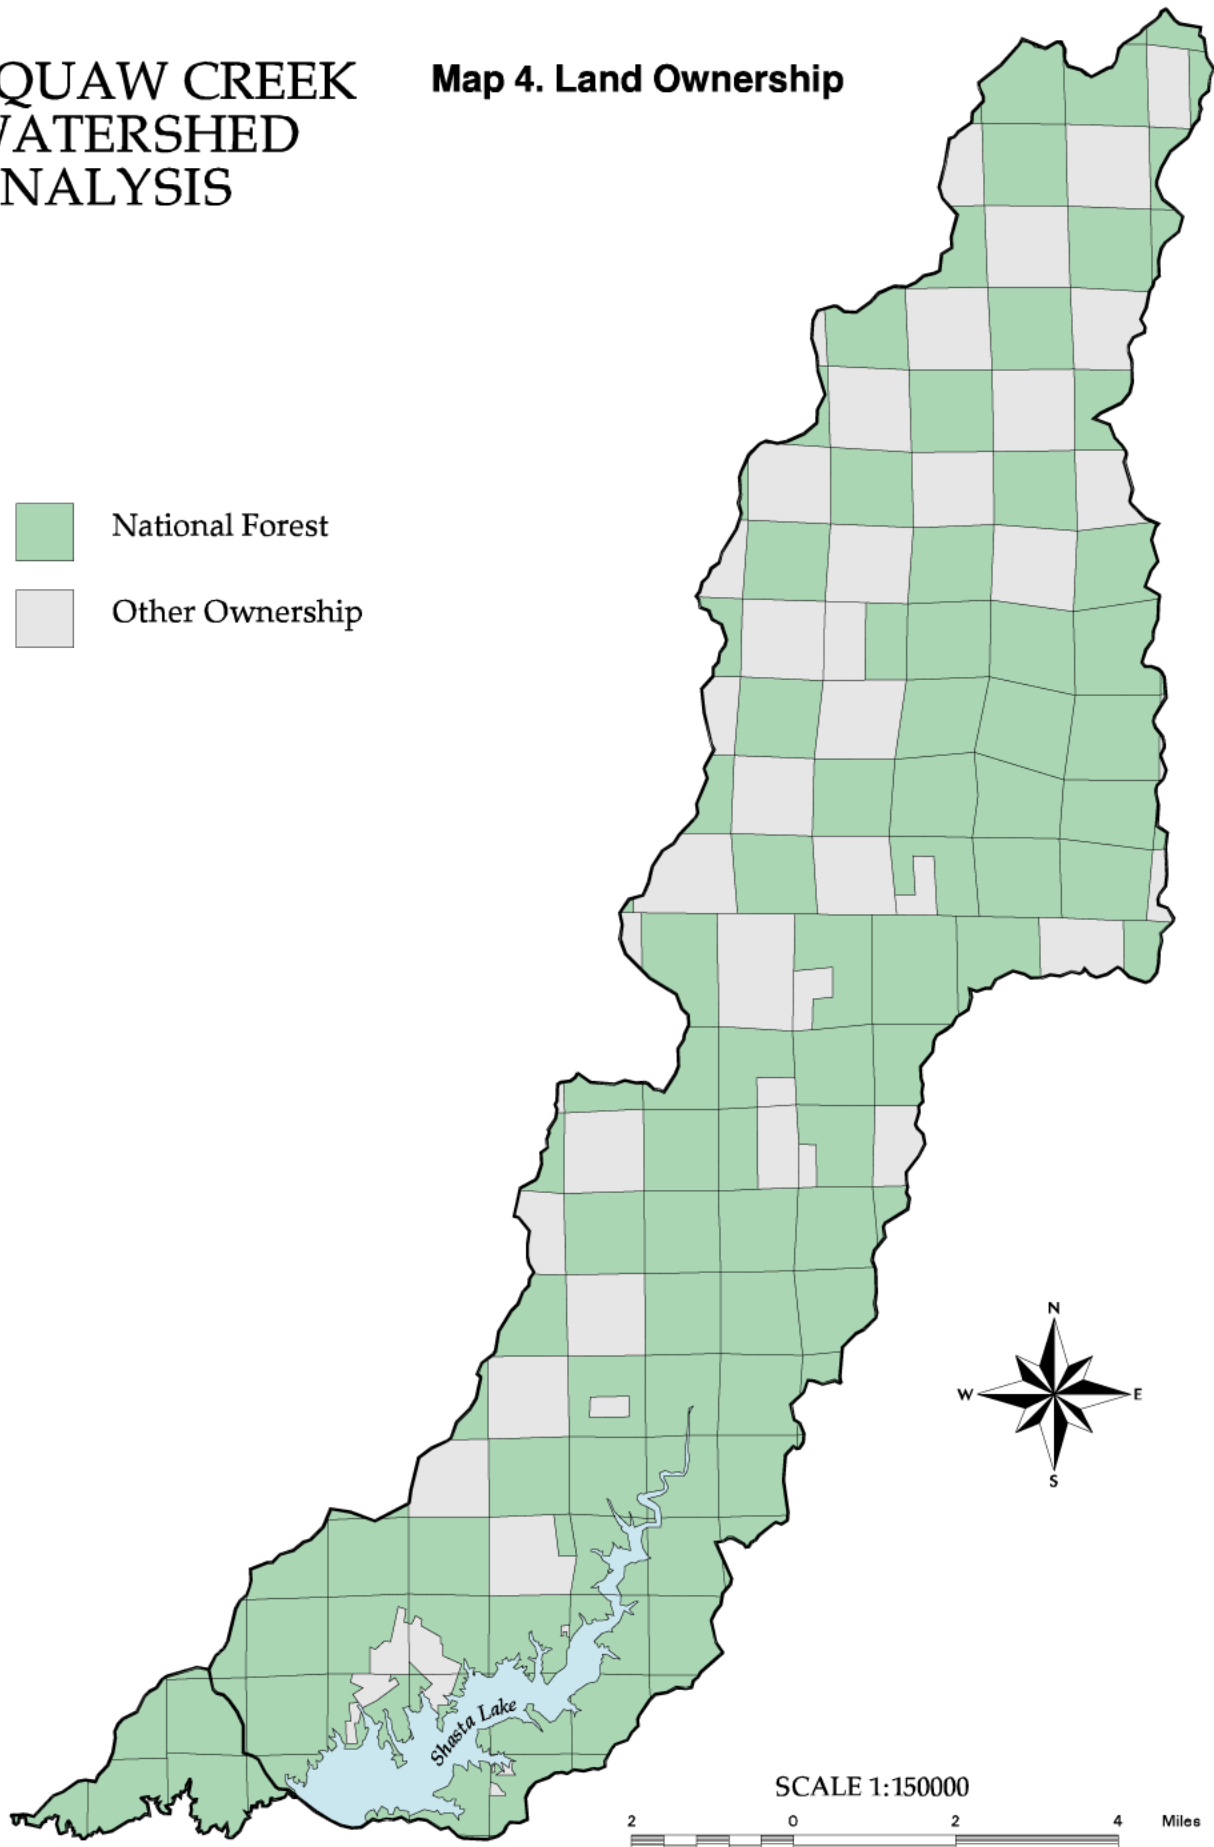 QUAW CREEK
WATERSHED
NALYSIS
Map 4. Land Ownership
National Forest
Other Ownership
N
W E
S
Shasta Lake
SCALE 1:150000
2 0 2 4 Miles